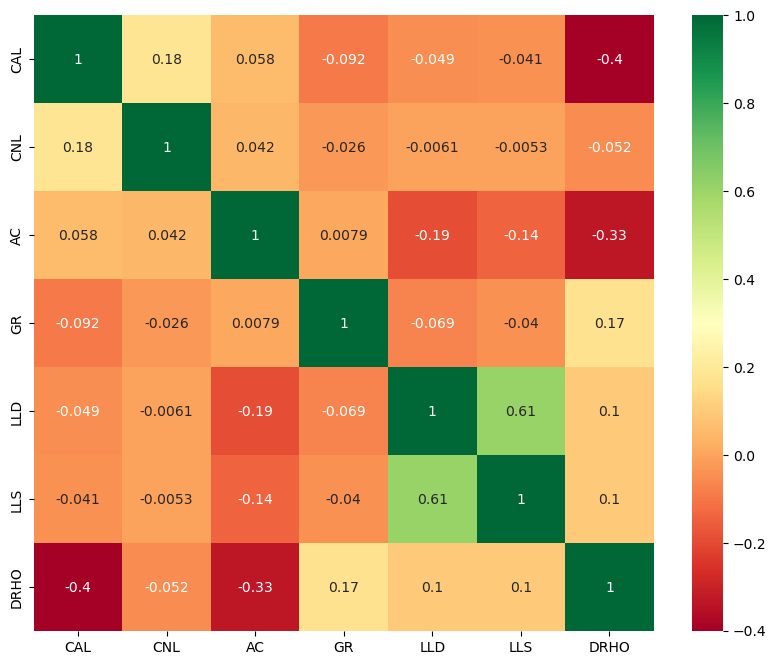 CAL 1 0.18 0.058 -0.092 -0.049 -0.041 -0.4
CNL 0.18 1 0.042 -0.026 -0.0061 -0.0053 -0.052
AC 0.058 0.042 1 0.0079 -0.19 -0.14 -0.33
GR -0.092 -0.026 0.0079 1 -0.069 -0.04 0.17
LLD -0.049 -0.0061 -0.19 -0.069 1 0.61 0.1
LLS -0.041 -0.0053 -0.14 -0.04 0.61 1 0.1
DRHO -0.4 -0.052 -0.33 0.17 0.1 0.1 1
CAL CNL AC GR LLD LLS DRHO
1.0
0.8
0.6
0.4
0.2
0.0
−0.2
−0.4